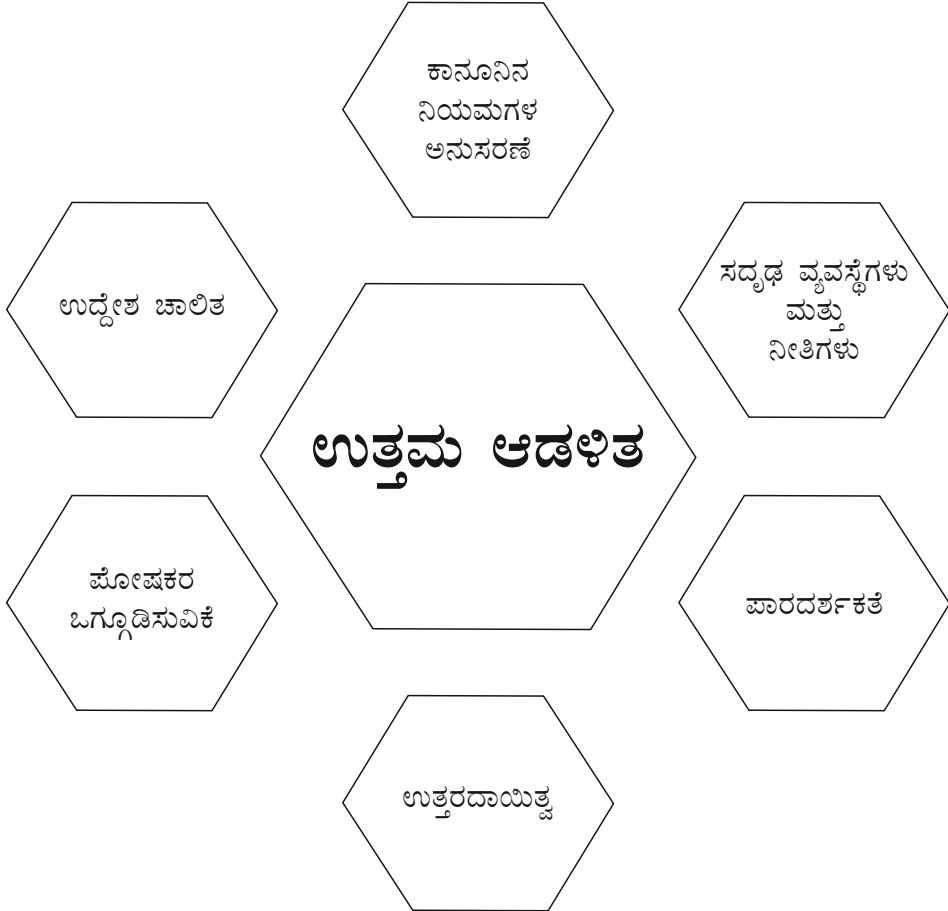 ಕಾನೂನಿನ
ನಿಯಮಗಳ
ಅನುಸರಣೆ
ಸದೃಢ ವ್ಯವಸ್ಥೆಗಳು
ಮತ್ತು
ನೀತಿಗಳು
ಉದ್ದೇಶ ಚಾಲಿತ
ಉತ್ತಮ ಆಡಳಿತ
ಪೋಷಕರ
ಒಗ್ಗೂಡಿಸುವಿಕೆ
ಪಾರದರ್ಶಕತೆ
ಉತ್ತರದಾಯಿತ್ವ